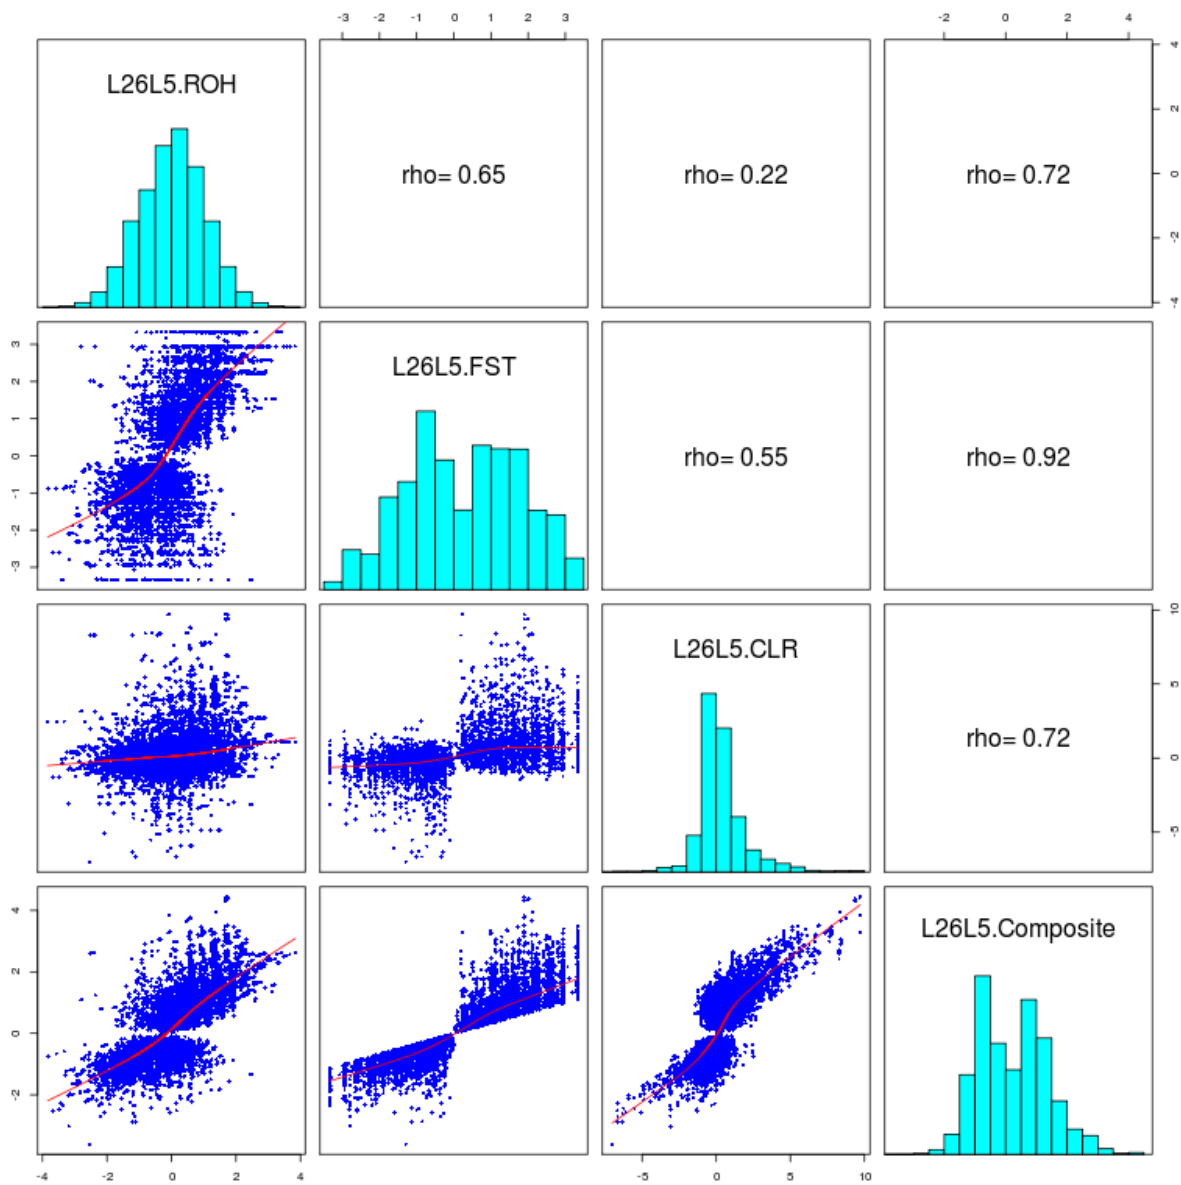 -3 -2 -1 0 1 2 3
-2 0 2 4
L26L5.ROH
rho= 0.65
rho= 0.22
rho= 0.72
4
2
0
-2
-4
3
2
1
0
-1
-2
-3
L26L5.FST
rho= 0.55
rho= 0.92
L26L5.CLR
rho= 0.72
10
5
0
-5
4
2
0
-2
L26L5.Composite
-4 -2 0 2 4
-5 0 5 10